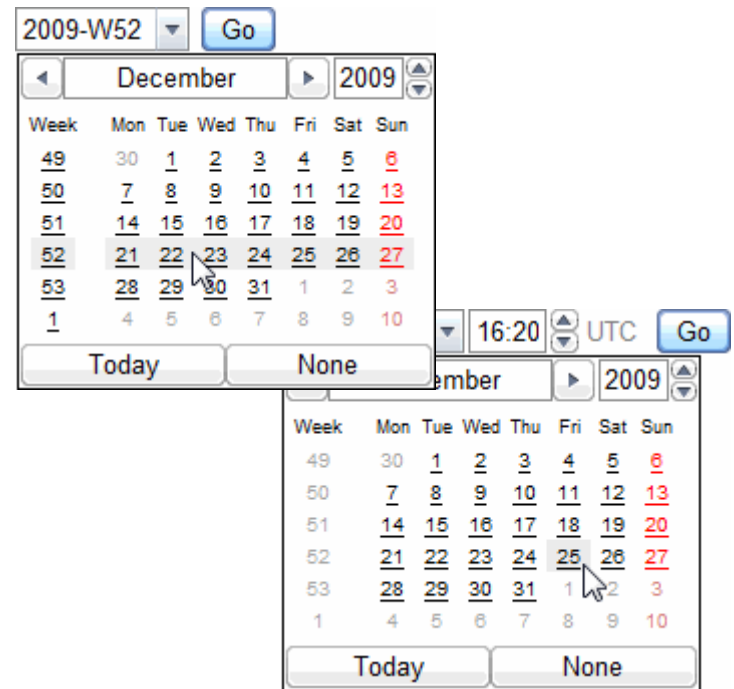 2009-W52 Go
December 2009
Week Mon Tue Wed Thu Fri Sat Sun
49 30 1 2 3 4 5 6
50 7 8 9 10 11 12 13
51 14 15 16 17 18 19 20
52 21 22 23 24 25 26 27
53 28 29 30 31 1 2 3
1 4 5 6 7 8 9 10
Today None
16:20 UTC Go
ember 2009
Week Mon Tue Wed Thu Fri Sat Sun
49 30 1 2 3 4 5 6
50 7 8 9 10 11 12 13
51 14 15 16 17 18 19 20
52 21 22 23 24 25 26 27
53 28 29 30 31 1 2 3
1 4 5 6 7 8 9 10
Today None